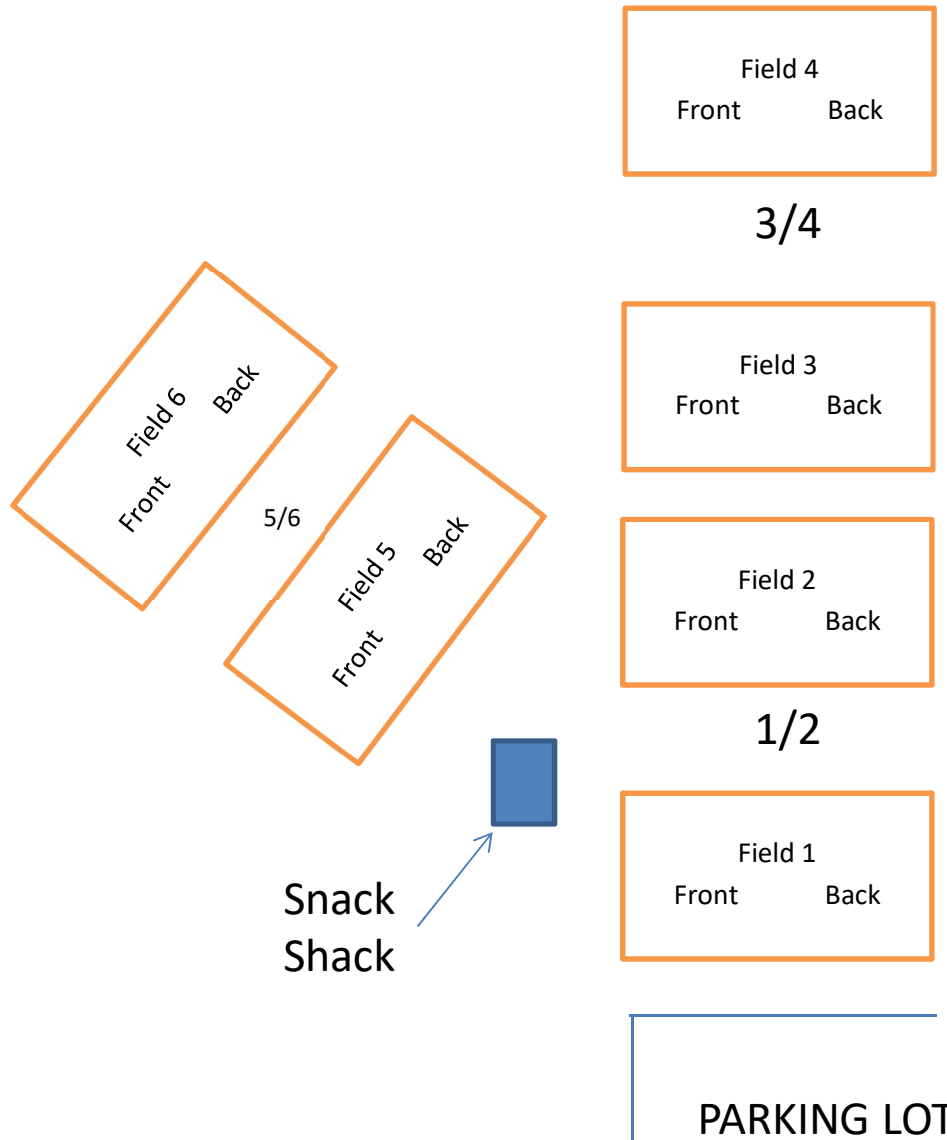 Field 4
Front Back
3/4
Field 3
Front Back
Field 6
Front Back
5/6
Field 5
Front Back
Field 2
Front Back
1/2
Field 1
Front Back
Snack
Shack
PARKING LOT